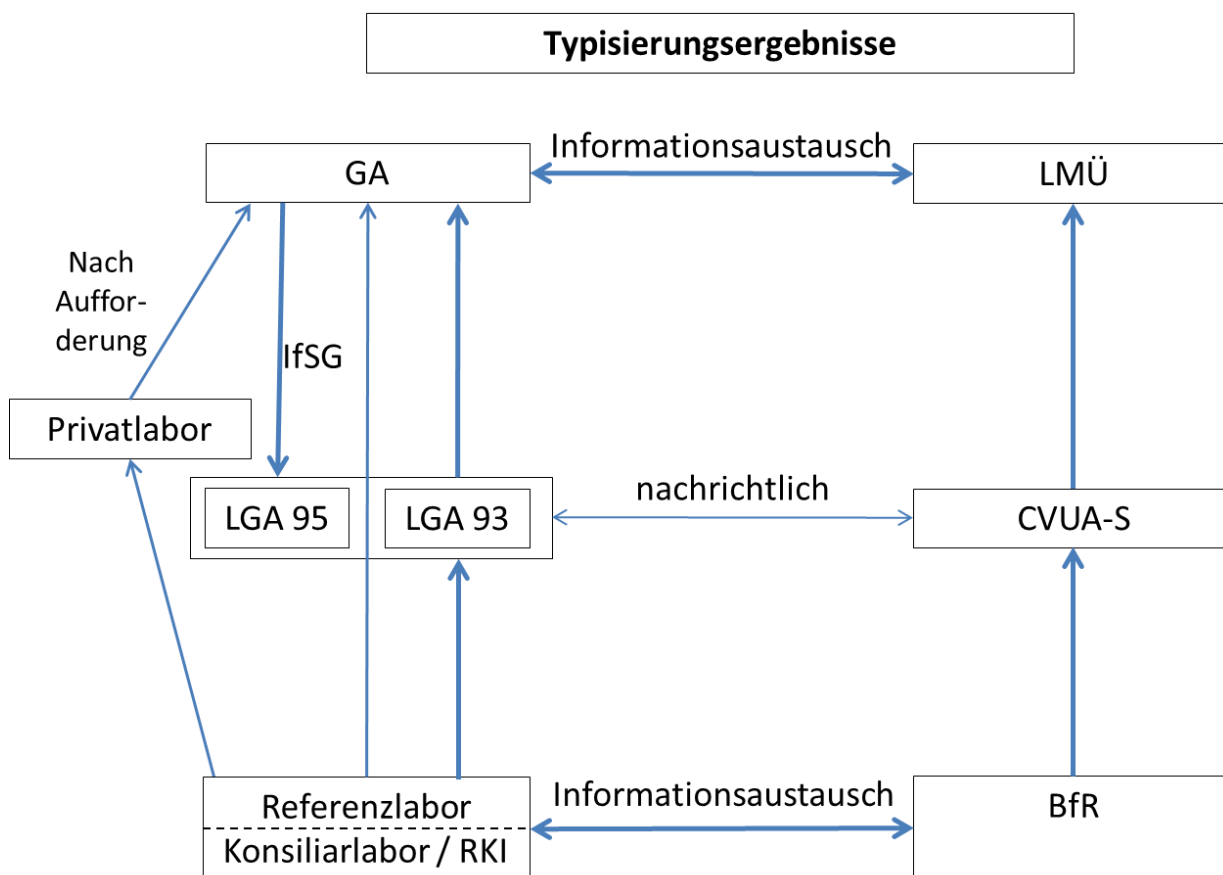 Typisierungsergebnisse
Informationsaustausch
GA
LMÜ
Nach
Auffor-
derung
IfSG
Privatlabor
nachrichtlich
LGA 95
LGA 93
CVUA-S
Informationsaustausch
Referenzlabor
BfR
Konsiliarlabor / RKI